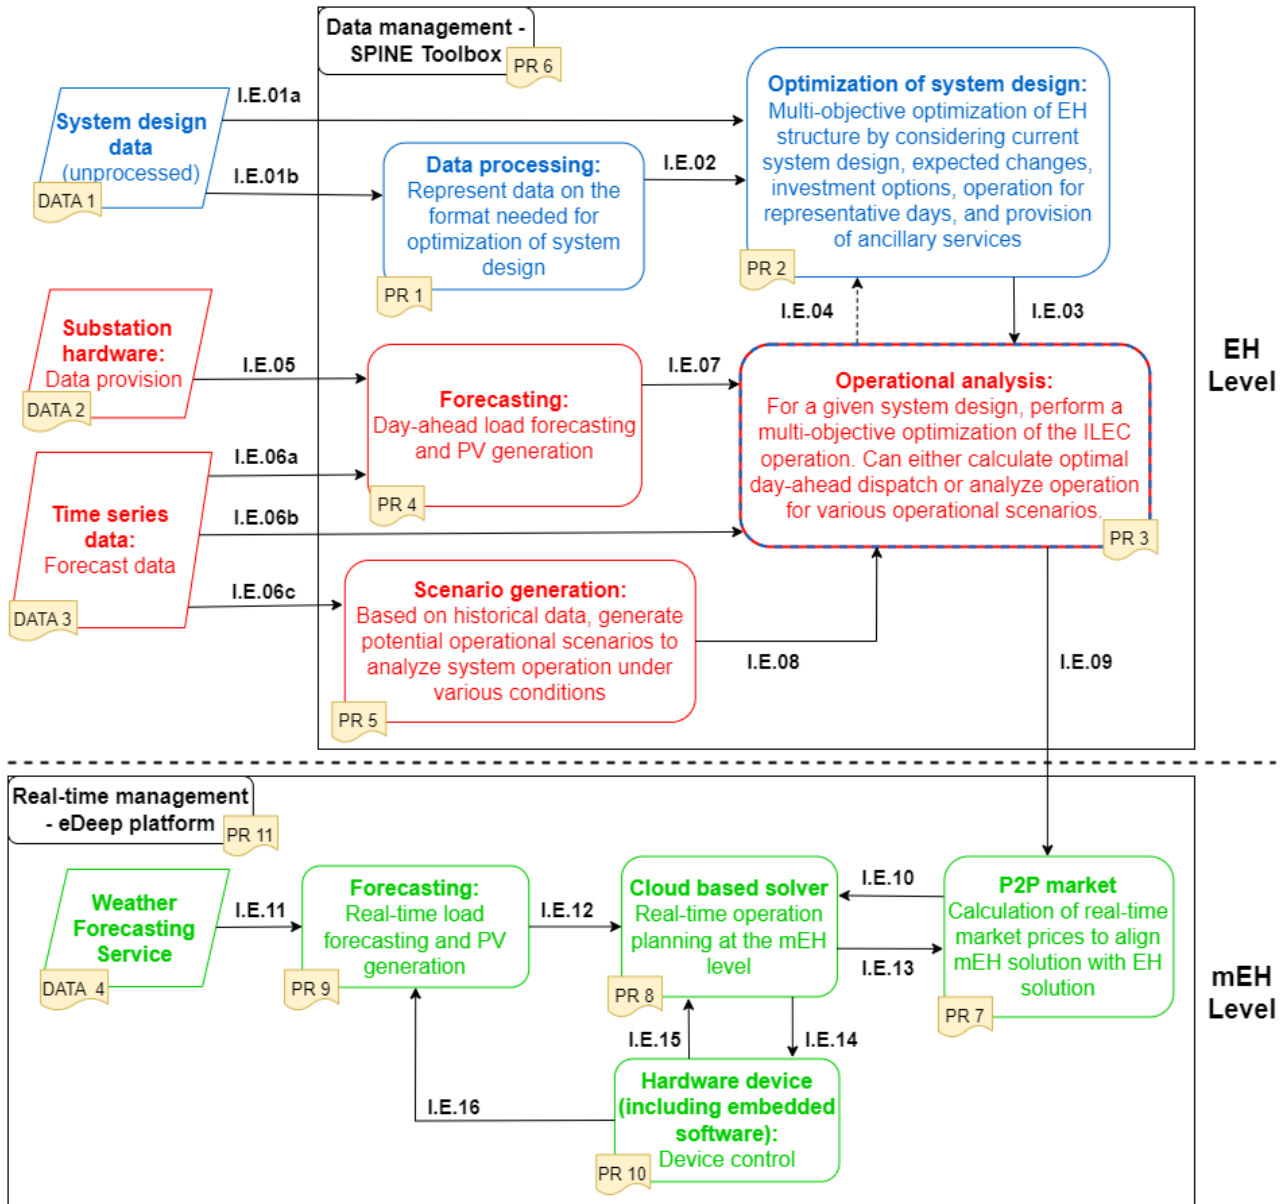 Data management -
SPINE Toolbox
PR 6
I.E.01a
System design
data
(unprocessed)
DATA 1
I.E.01b
Data processing:
Represent data on the
format needed for
optimization of system
design
PR 1
I.E.02
Optimization of system design:
Multi-objective optimization of EH
structure by considering current
system design, expected changes,
investment options, operation for
representative days, and provision
of ancillary services
PR 2
I.E.04
I.E.03
EH
Level
Substation
hardware:
Data provision
DATA 2
I.E.05
Forecasting:
Day-ahead load forecasting
and PV generation
PR 4
I.E.07
Operational analysis:
For a given system design, perform a
multi-objective optimization of the ILEC
operation. Can either calculate optimal
day-ahead dispatch or analyze operation
for various operational scenarios.
PR 3
I.E.06a
Time series
data:
Forecast data
DATA 3
I.E.06b
I.E.06c
Scenario generation:
Based on historical data, generate
potential operational scenarios to
analyze system operation under
various conditions
PR 5
I.E.08
I.E.09
Real-time management
- eDeep platform
PR 11
Weather
Forecasting
Service
DATA 4
I.E.11
Forecasting:
Real-time load
forecasting and PV
generation
PR 9
I.E.12
Cloud based solver
Real-time operation
planning at the mEH
level
PR 8
I.E.10
I.E.13
P2P market
Calculation of real-time
market prices to align
mEH solution with EH
solution
PR 7
mEH
Level
I.E.15
I.E.14
I.E.16
Hardware device
(including embedded
software):
Device control
PR 10